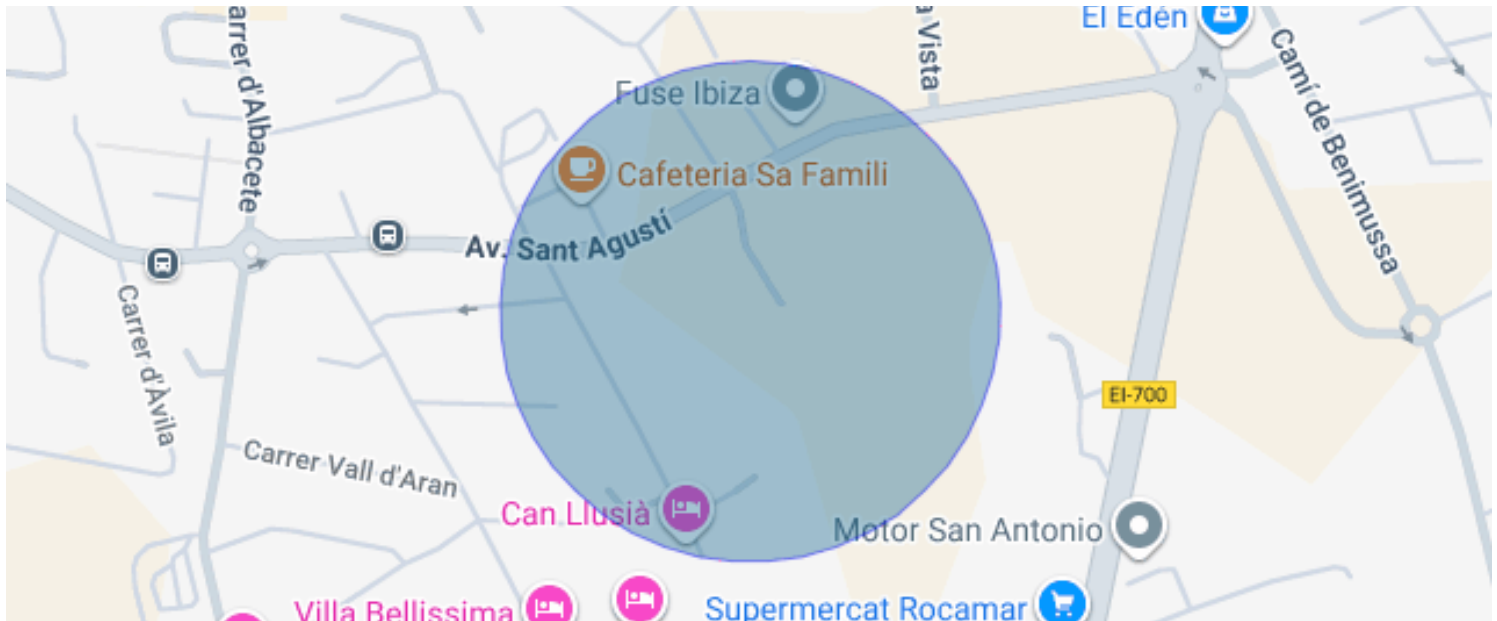 El Edén
arrer d'Albacete
a Vista
Camí de Benimussa
Fuse Ibiza
Cafeteria Sa Famili
Av. Sant Agustí
Carrer d'Àvila
EI-700
Carrer Vall d'Aran
Can Llusià
Motor San Antonio
Villa Bellissima
Supermercat Rocamar